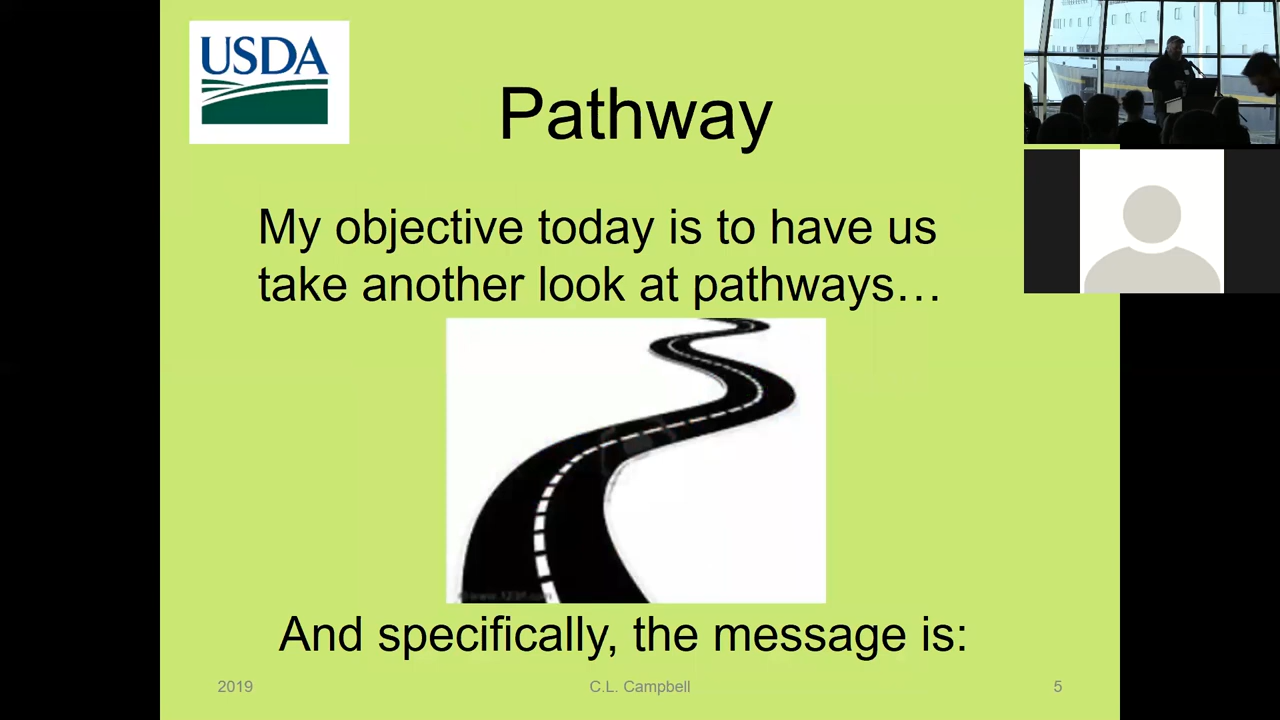 USDA
Pathway
My objective today is to have us
take another look at pathways…
And specifically, the message is:
2019
C.L. Campbell
5